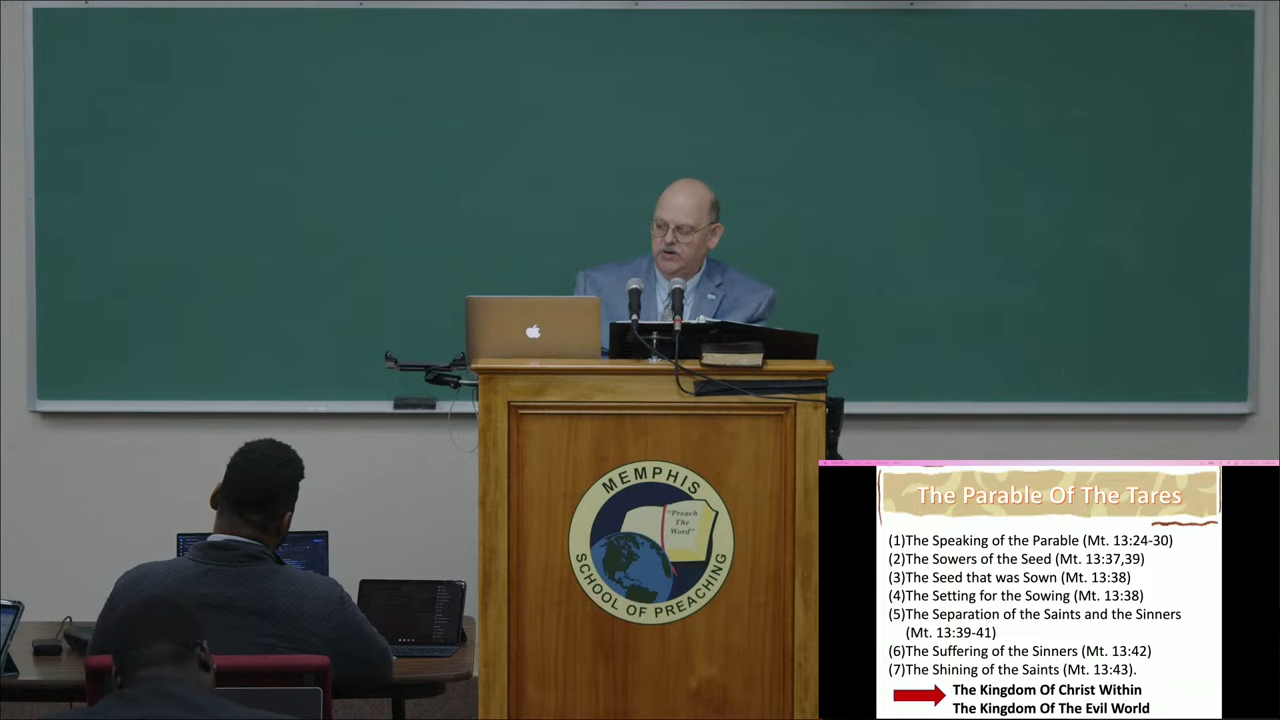 MEMPHIS
"Preach
The
Word"
SCHOOL OF PREACHING
The Parable Of The Tares
(1)The Speaking of the Parable (Mt. 13:24-30)
(2)The Sowers of the Seed (Mt. 13:37,39)
(3)The Seed that was Sown (Mt. 13:38)
(4)The Setting for the Sowing (Mt. 13:38)
(5)The Separation of the Saints and the Sinners
(Mt. 13:39-41)
(6)The Suffering of the Sinners (Mt. 13:42)
(7)The Shining of the Saints (Mt. 13:43).
The Kingdom Of Christ Within
The Kingdom Of The Evil World